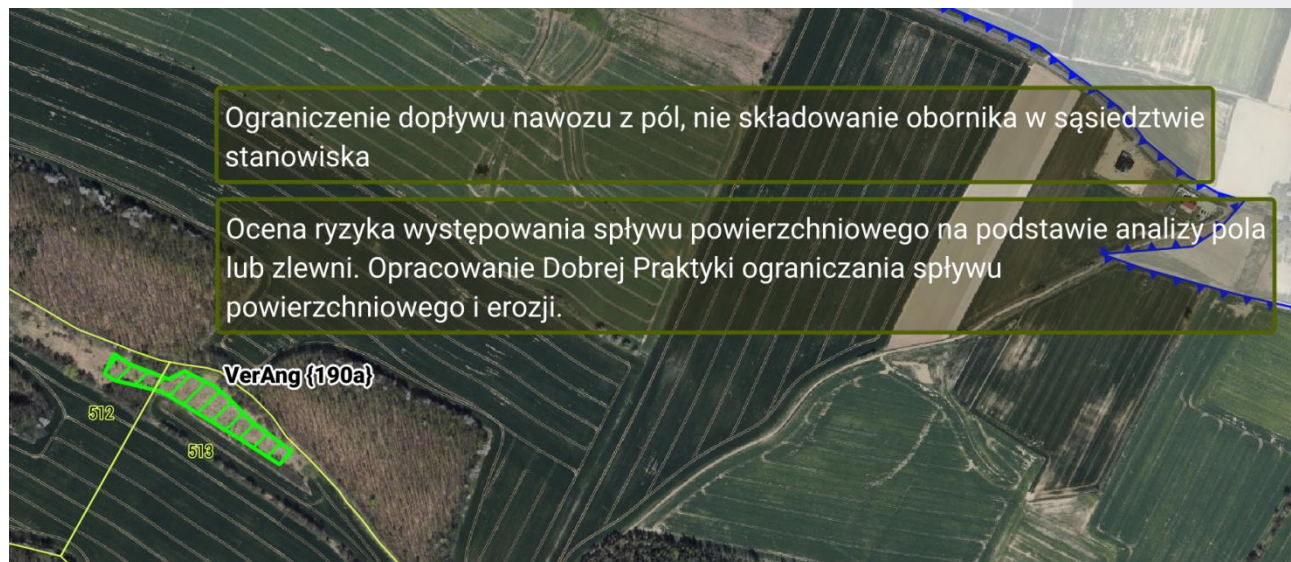 Ograniczenie dopływu nawozu z pól, nie składowanie obornika w sąsiedztwie
stanowiska
Ocena ryzyka występowania spływu powierzchniowego na podstawie analizy pola
lub zlewni. Opracowanie Dobrej Praktyki ograniczania spływu
powierzchniowego i erozji.
VerAng {190a}
512
513